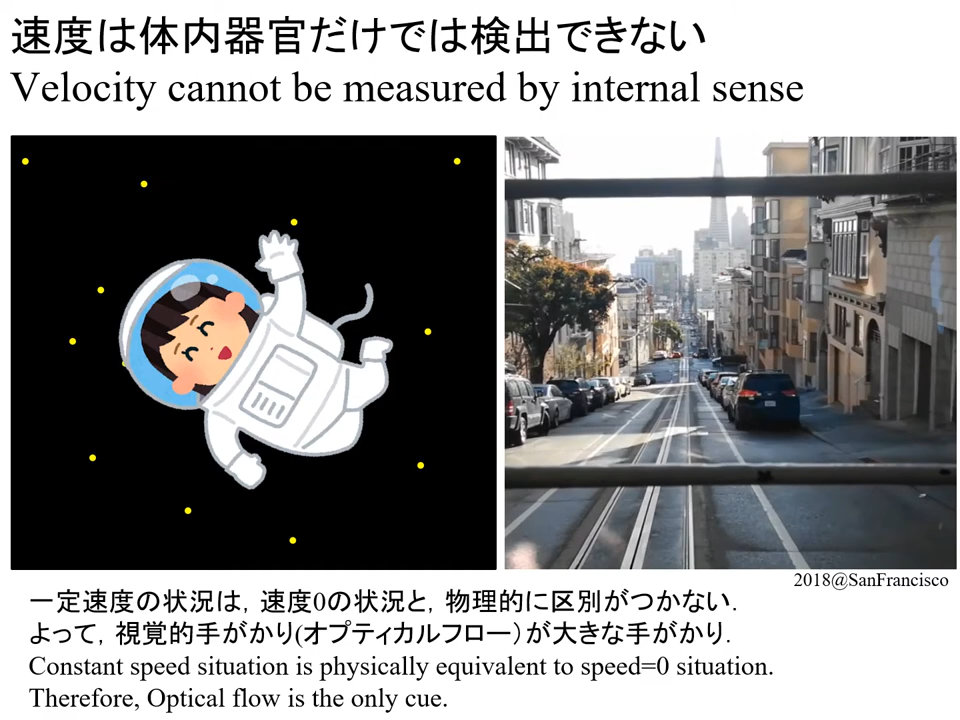 速度は体内器官だけでは検出できない
Velocity cannot be measured by internal sense
2018@SanFrancisco
一定速度の状況は，速度0の状況と，物理的に区別がつかない．
よって，視覚的手がかり(オプティカルフロー）が大きな手がかり．
Constant speed situation is physically equivalent to speed=0 situation.
Therefore, Optical flow is the only cue.